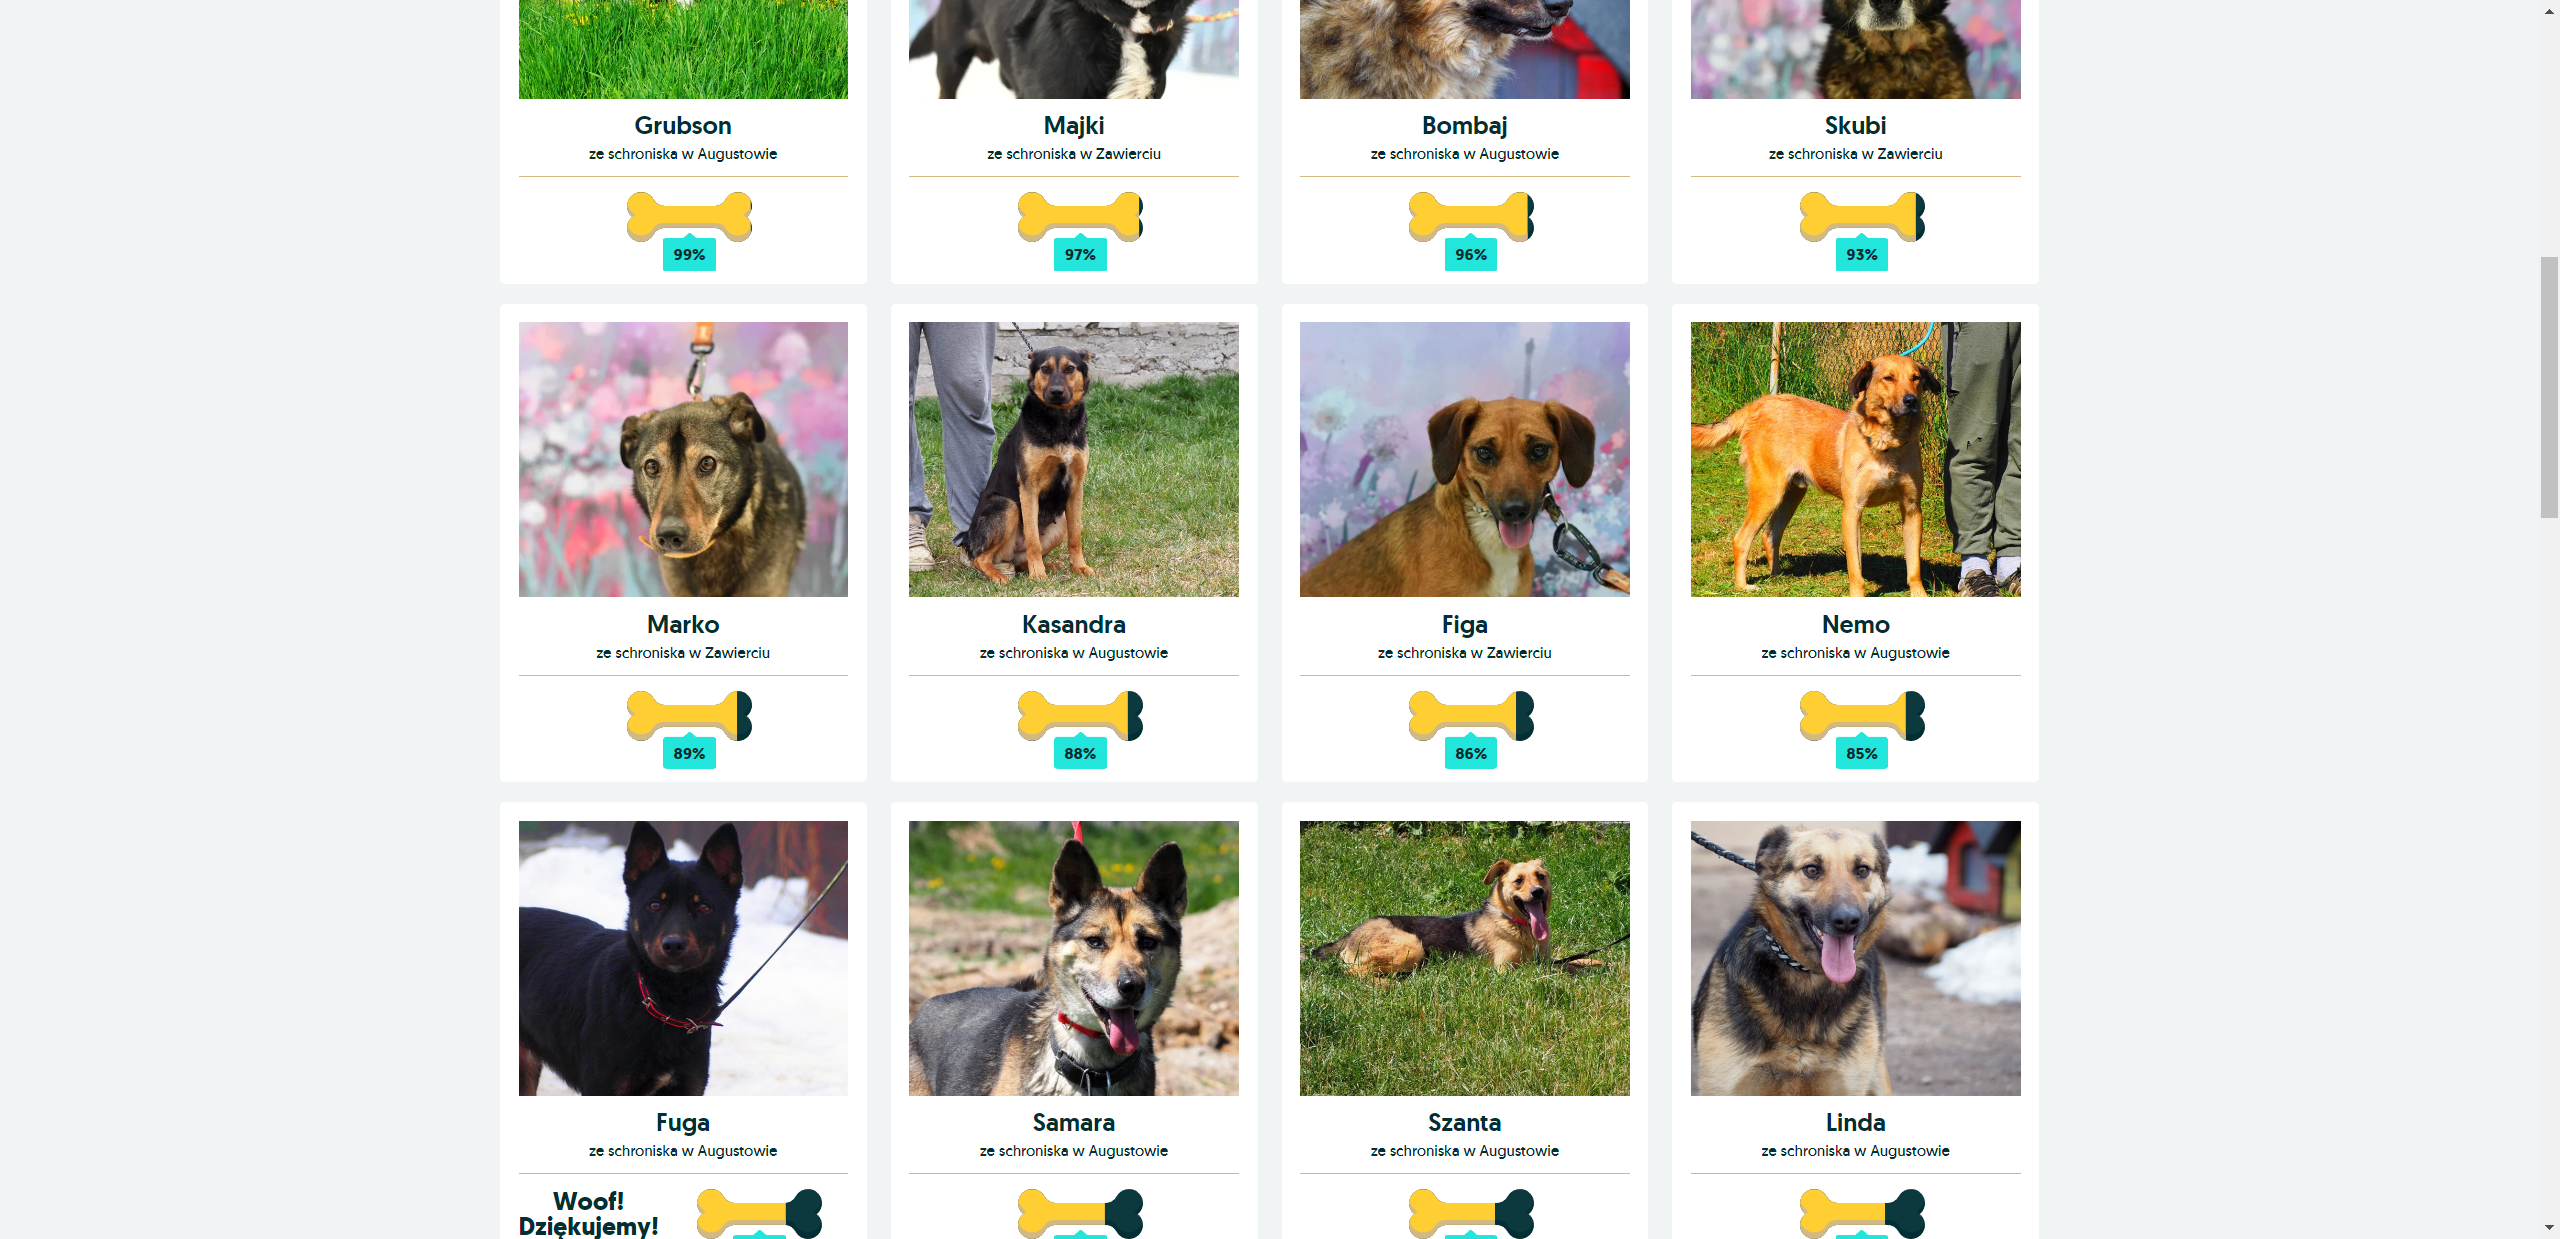 Grubson
ze schroniska w Augustowie
99%
Majki
ze schroniska w Zawierciu
97%
Bombaj
ze schroniska w Augustowie
96%
Skubi
ze schroniska w Zawierciu
93%
Marko
ze schroniska w Zawierciu
89%
Kasandra
ze schroniska w Augustowie
88%
Figa
ze schroniska w Zawierciu
86%
Nemo
ze schroniska w Augustowie
85%
Fuga
ze schroniska w Augustowie
Woof!
Dziękujemy!
Samara
ze schroniska w Augustowie
Szanta
ze schroniska w Augustowie
Linda
ze schroniska w Augustowie